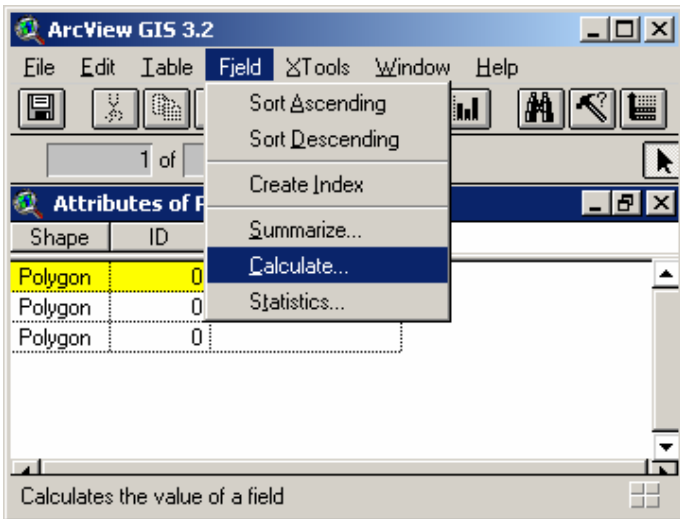 ArcView GIS 3.2
File Edit Table Field XTools Window Help
Sort Ascending
Sort Descending
Create Index
Summarize...
Calculate...
Statistics...
1 of
Attributes of
Shape ID
Polygon 0
Polygon 0
Polygon 0
Calculates the value of a field